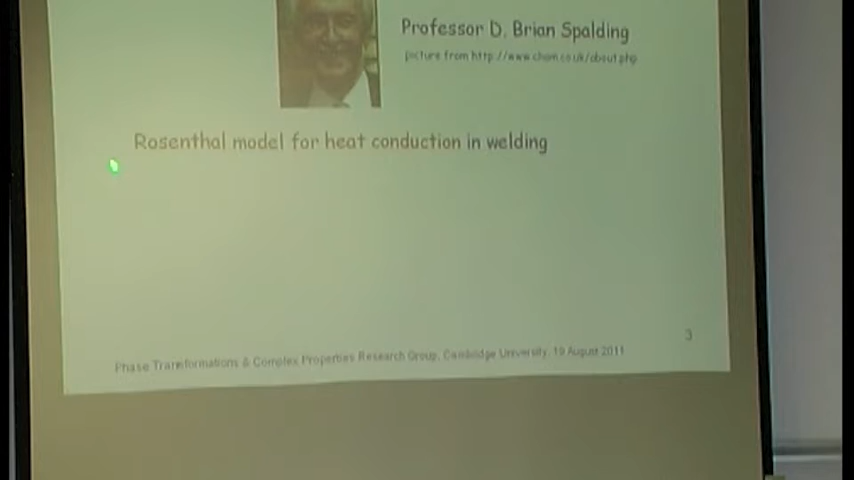 Professor D. Brian Spalding
picture from http://www.cham.co.uk/about.php
Rosenthal model for heat conduction in welding
3
Phase Transformations & Complex Properties Research Group, Cambridge University, 19 August 2011